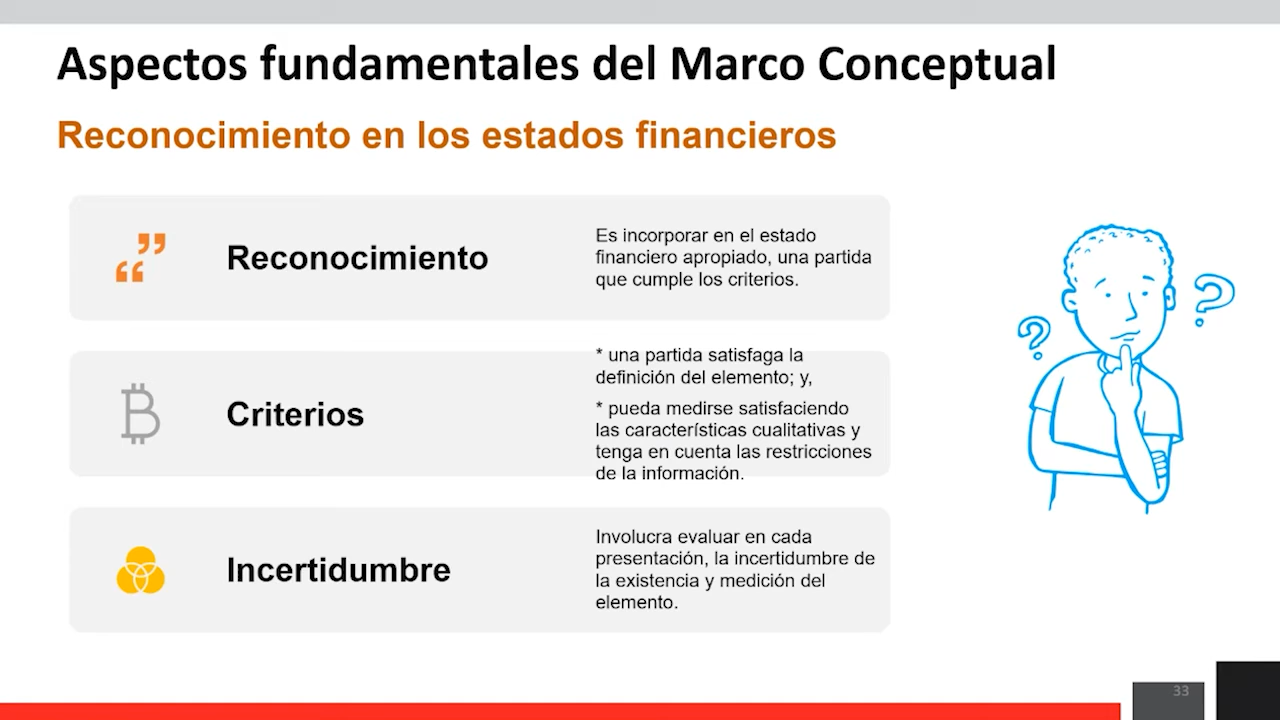 Aspectos fundamentales del Marco Conceptual
Reconocimiento en los estados financieros
Reconocimiento
Es incorporar en el estado
financiero apropiado, una partida
que cumple los criterios.
Criterios
* una partida satisfaga la
definición del elemento; y,
* pueda medirse satisfaciendo
las características cualitativas y
tenga en cuenta las restricciones
de la información.
Incertidumbre
Involucra evaluar en cada
presentación, la incertidumbre de
la existencia y medición del
elemento.
33